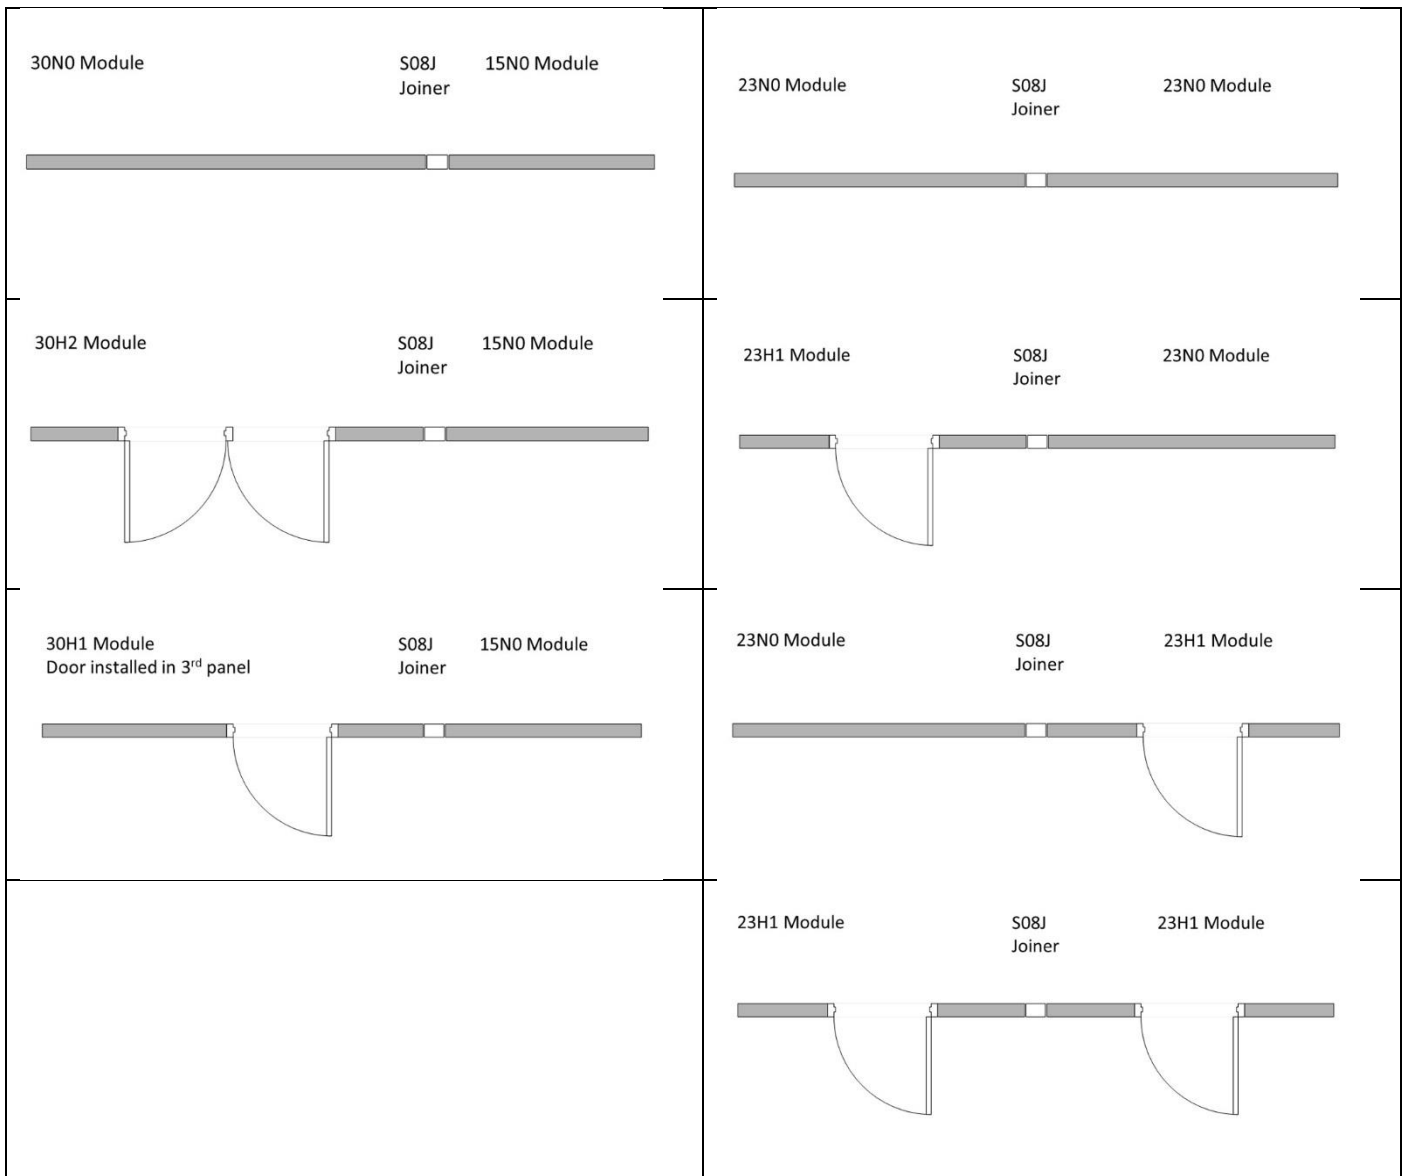 30N0 Module
S08J
Joiner
15N0 Module
23N0 Module
S08J
Joiner
23N0 Module
30H2 Module
S08J
Joiner
15N0 Module
23H1 Module
S08J
Joiner
23N0 Module
30H1 Module
Door installed in 3rd panel
S08J
Joiner
15N0 Module
23N0 Module
S08J
Joiner
23H1 Module
23H1 Module
S08J
Joiner
23H1 Module